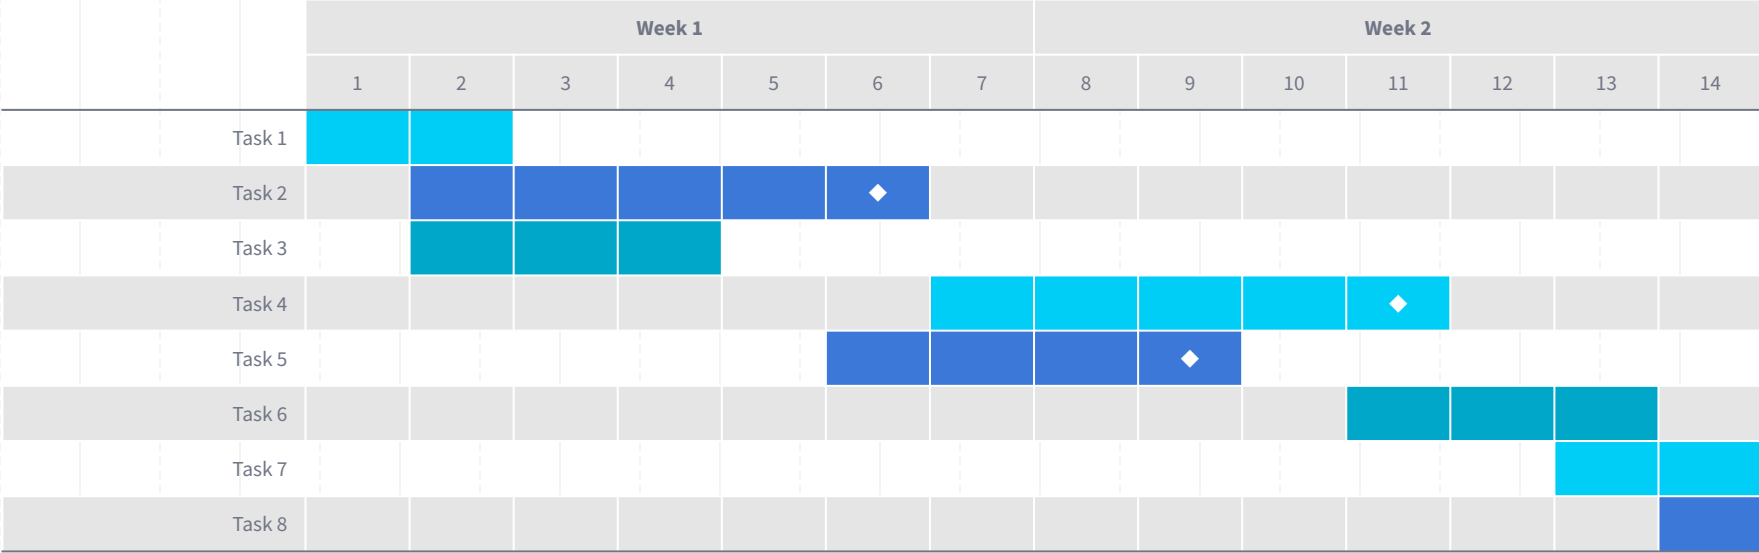 Week 1 Week 2
1 2 3 4 5 6 7 8 9 10 11 12 13 14
Task 1
Task 2
Task 3
Task 4
Task 5
Task 6
Task 7
Task 8